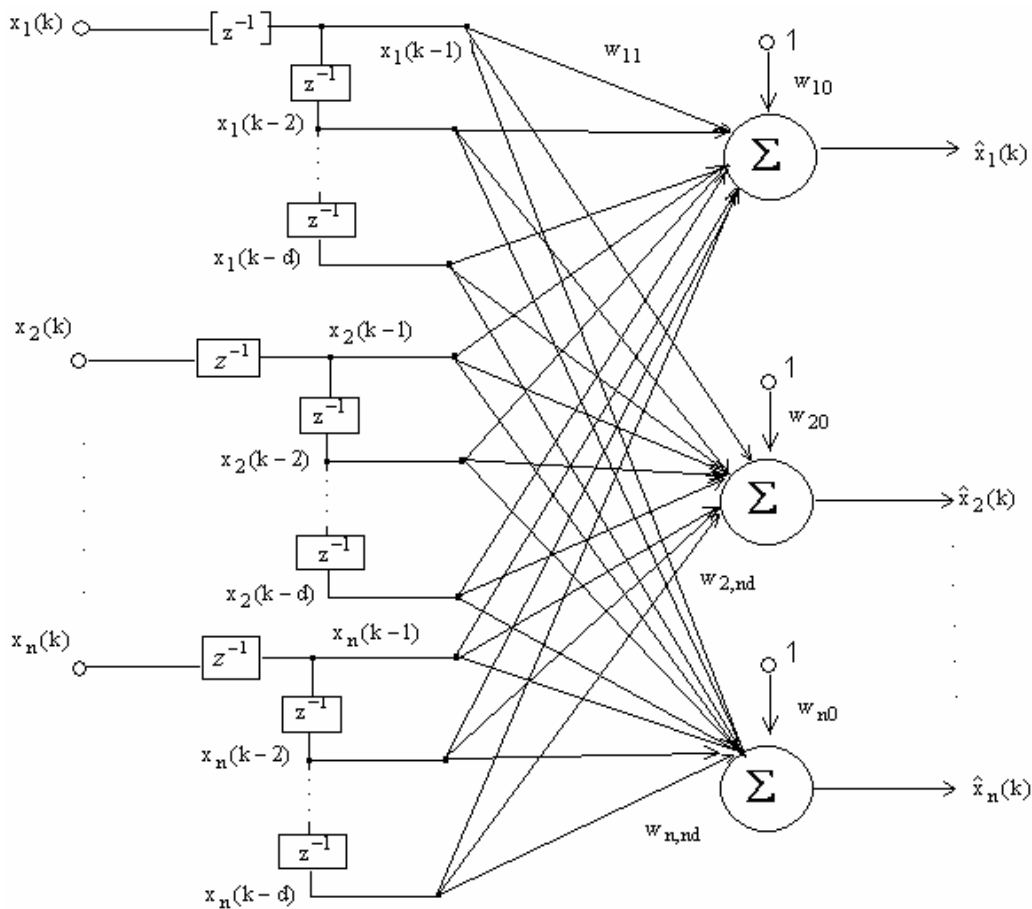 x₁(k)
[z⁻¹]
x₁(k−1)
w₁₁
1
w₁₀
z⁻¹
x₁(k−2)
Σ
x̂₁(k)
z⁻¹
x₁(k−d)
x₂(k)
z⁻¹
x₂(k−1)
1
w₂₀
z⁻¹
x₂(k−2)
Σ
x̂₂(k)
z⁻¹
w₂,nd
x₂(k−d)
xₙ(k)
z⁻¹
xₙ(k−1)
1
wₙ₀
z⁻¹
xₙ(k−2)
Σ
x̂ₙ(k)
wₙ,nd
z⁻¹
xₙ(k−d)